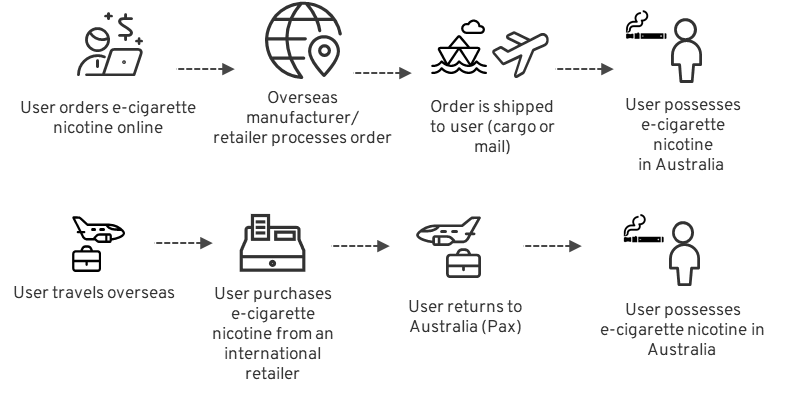 User orders e-cigarette
nicotine online
Overseas
manufacturer/
retailer processes order
Order is shipped
to user (cargo or
mail)
User possesses
e-cigarette
nicotine
in Australia
User travels overseas
User purchases
e-cigarette
nicotine from an
international
retailer
User returns to
Australia (Pax)
User possesses
e-cigarette nicotine in
Australia